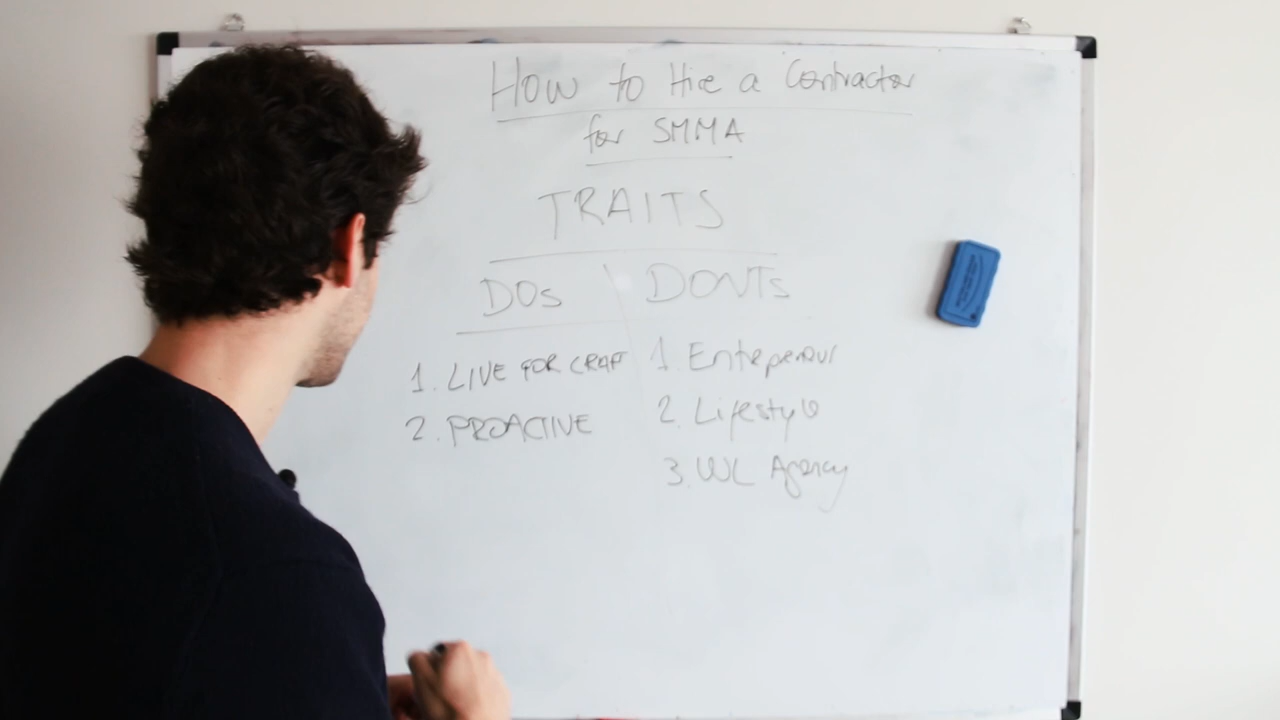 How to Hire a Contractor
for SMMA
TRAITS
DOs
DONTs
1. LIVE FOR CRAFT
2. PROACTIVE
1. Entrepenour
2. Lifestyle
3. WL Agency